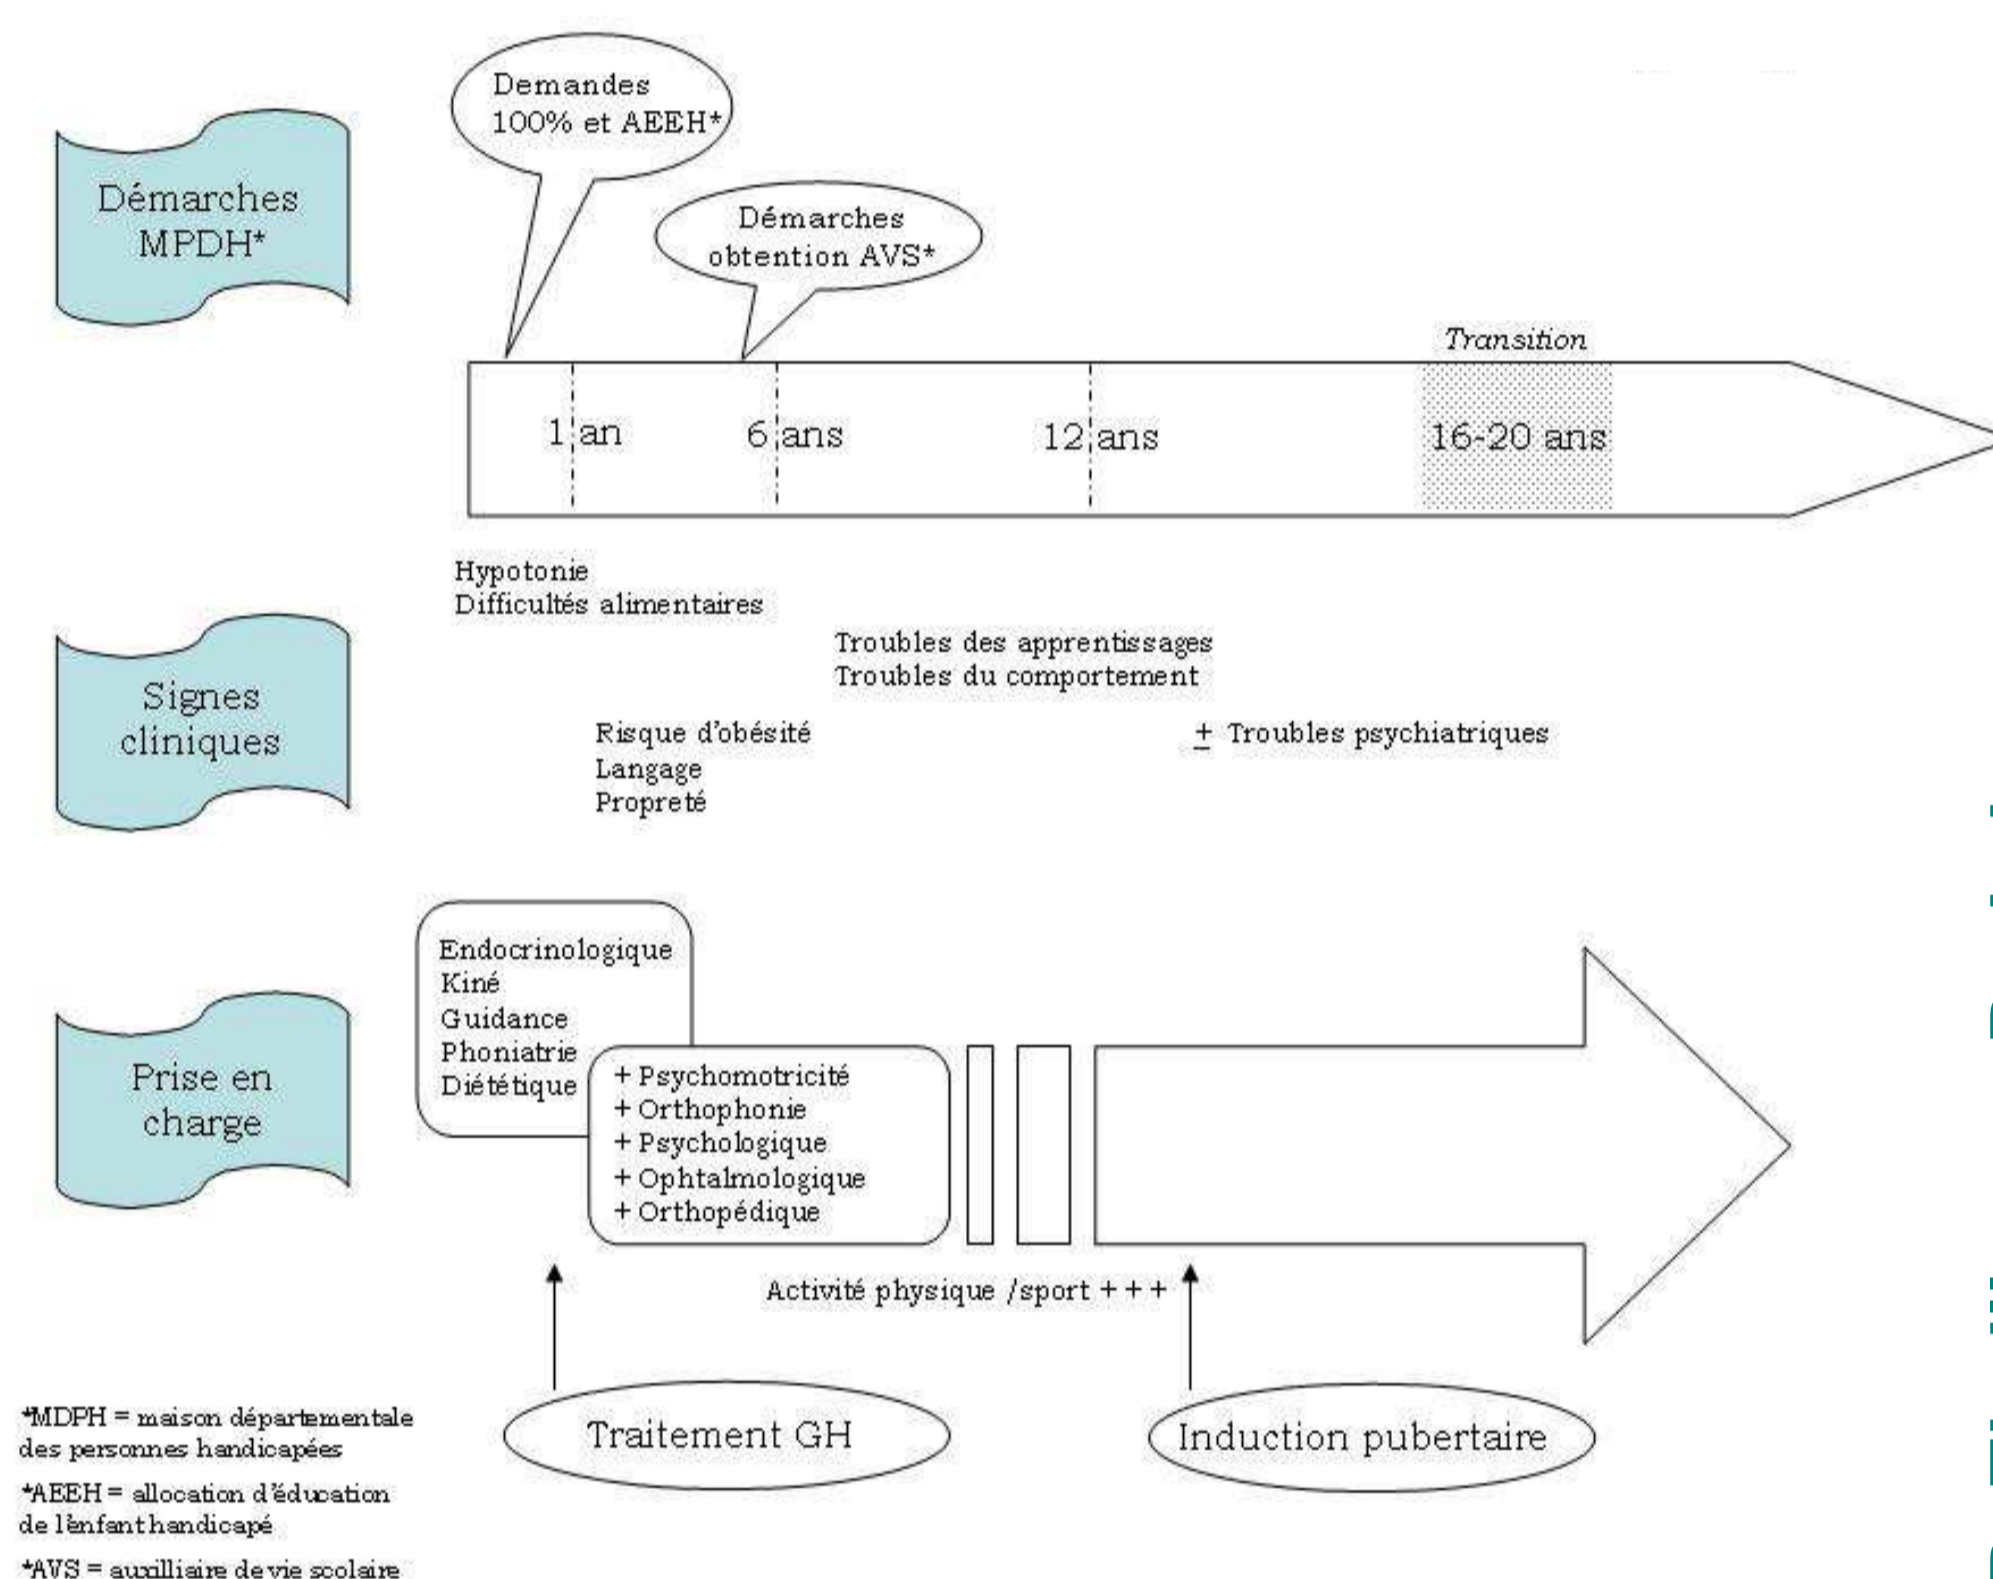 Demandes
100% et AEEH*
Démarches
MPDH*
Démarches
obtention AVS*
Transition
1 an
6 ans
12 ans
16-20 ans
Hypotonie
Difficultés alimentaires
Troubles des apprentissages
Troubles du comportement
Signes
cliniques
Risque d'obésité
Langage
Propreté
± Troubles psychiatriques
Endocrinologique
Kiné
Guidance
Phoniatrie
Diététique
Prise en
charge
+ Psychomotricité
+ Orthophonie
+ Psychologique
+ Ophtalmologique
+ Orthopédique
Activité physique /sport + + +
Traitement GH
Induction pubertaire
*MDPH = maison départementale
des personnes handicapées
*AEEH = allocation d'éducation
de l'enfant handicapé
*AVS = auxilliaire de vie scolaire